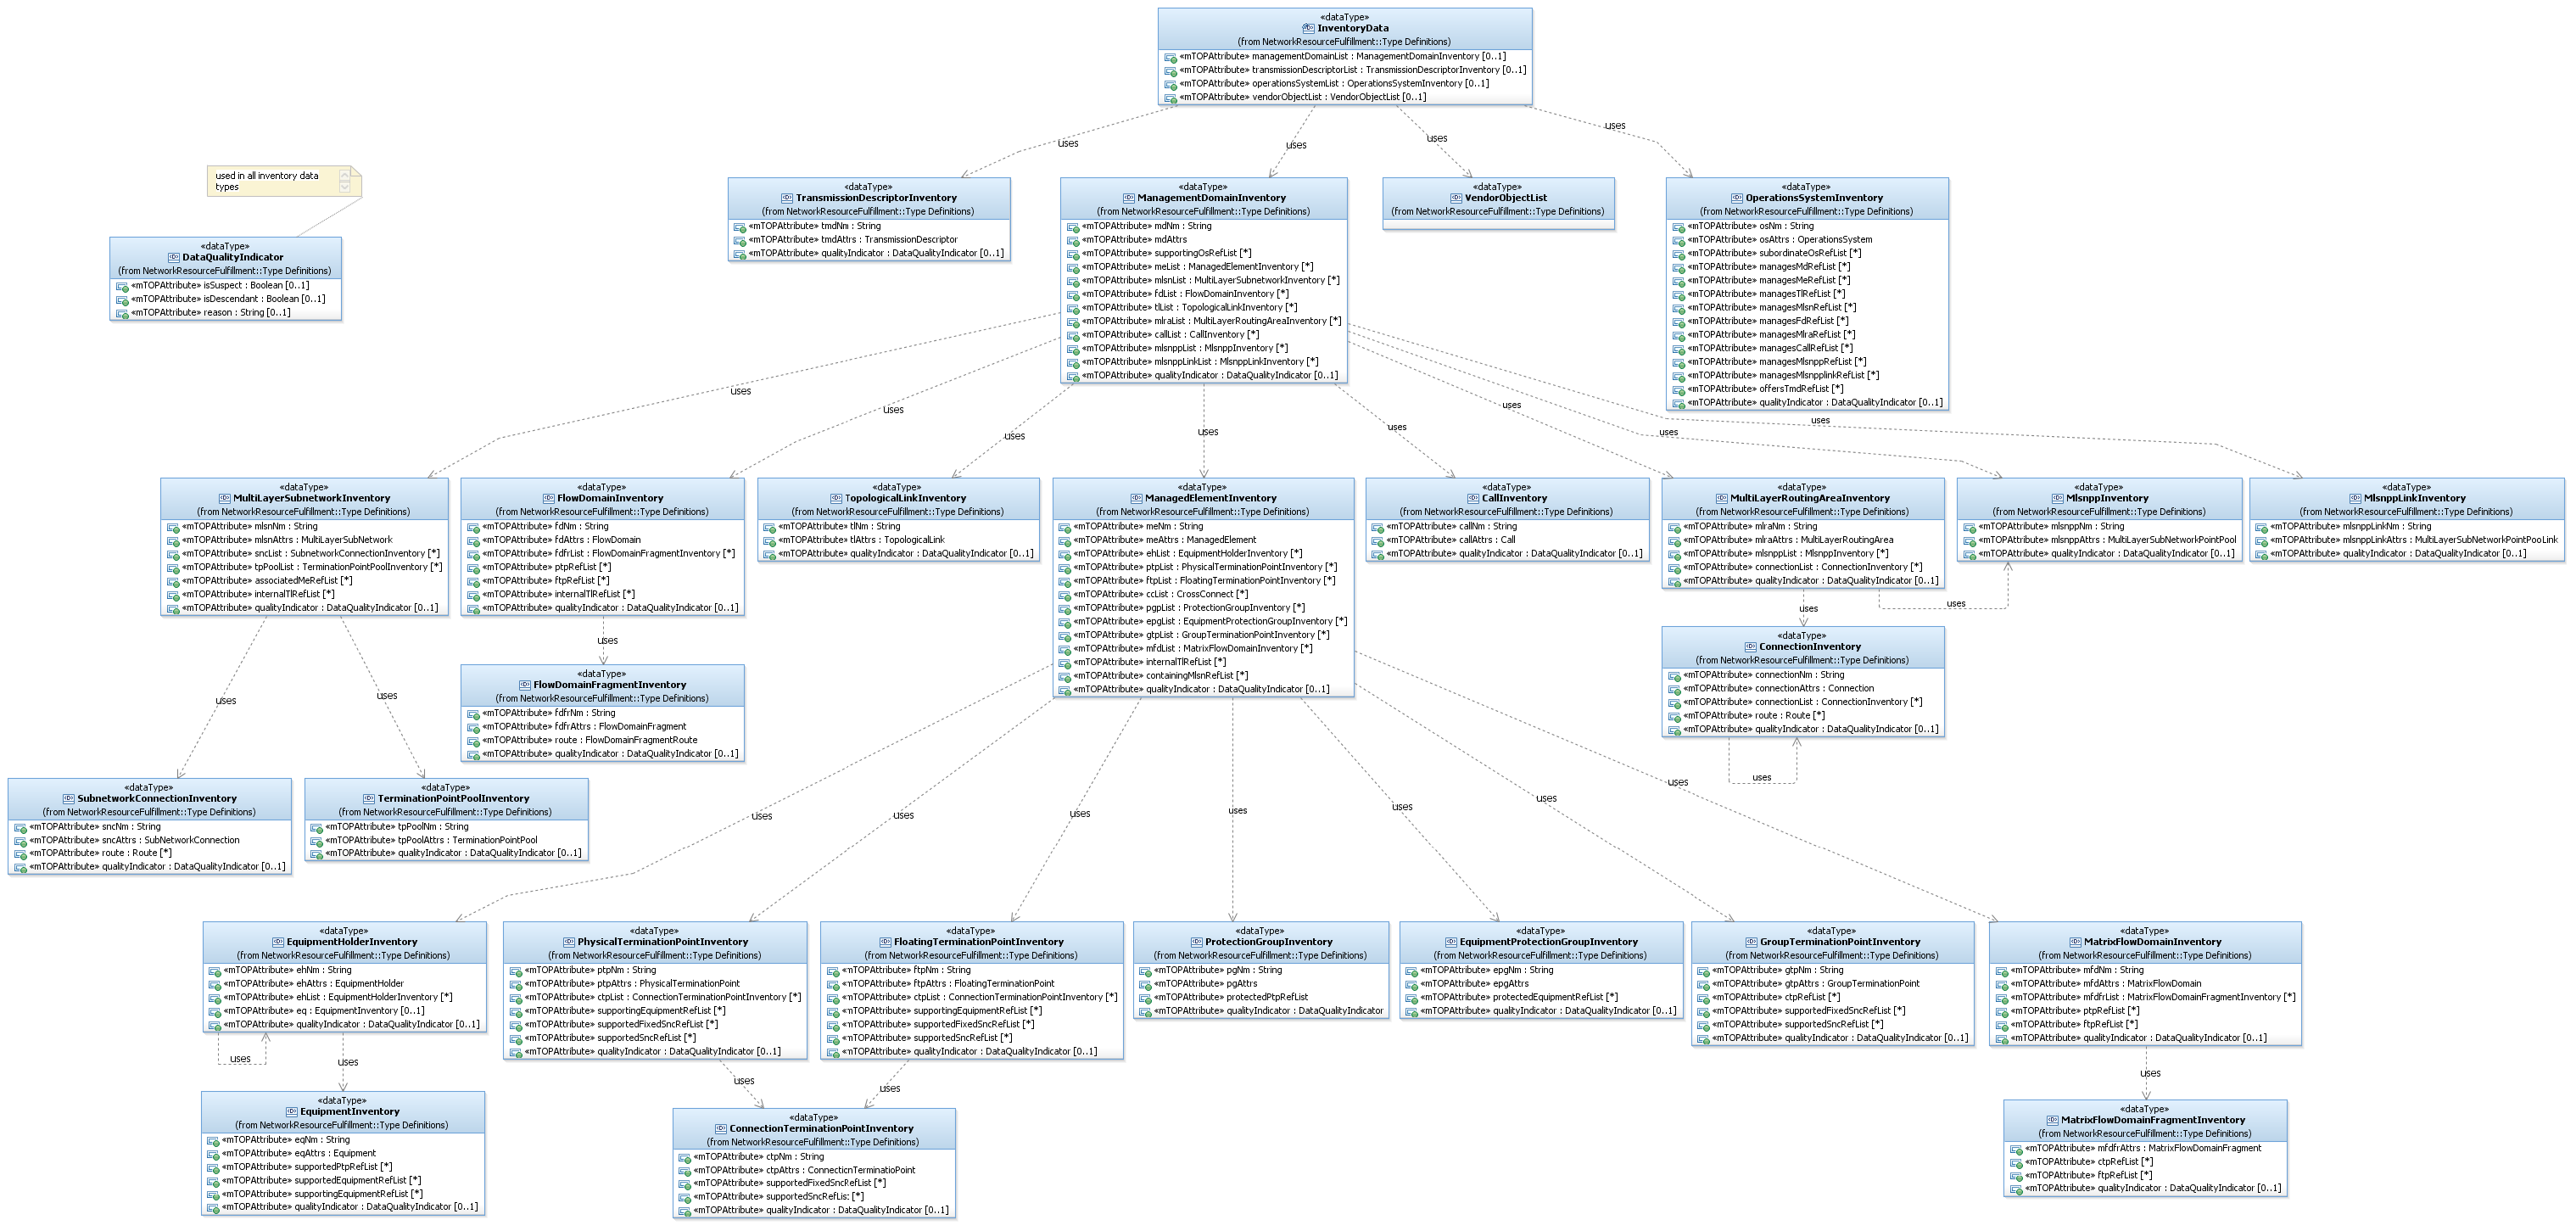 «dataType»
InventoryData
(from NetworkResourceFulfillment::Type Definitions)
«mTOPAttribute» managementDomainList : ManagementDomainInventory [0..1]
«mTOPAttribute» transmissionDescriptorList : TransmissionDescriptorInventory [0..1]
«mTOPAttribute» operationsSystemList : OperationsSystemInventory [0..1]
«mTOPAttribute» vendorObjectList : VendorObjectList [0..1]
uses
uses
uses
uses
used in all inventory data
types
«dataType»
DataQualityIndicator
(from NetworkResourceFulfillment::Type Definitions)
«mTOPAttribute» isSuspect : Boolean [0..1]
«mTOPAttribute» isDescendant : Boolean [0..1]
«mTOPAttribute» reason : String [0..1]
«dataType»
TransmissionDescriptorInventory
(from NetworkResourceFulfillment::Type Definitions)
«mTOPAttribute» tmdNm : String
«mTOPAttribute» tmdAttrs : TransmissionDescriptor
«mTOPAttribute» qualityIndicator : DataQualityIndicator [0..1]
«dataType»
ManagementDomainInventory
(from NetworkResourceFulfillment::Type Definitions)
«mTOPAttribute» mdNm : String
«mTOPAttribute» mdAttrs
«mTOPAttribute» supportingOsRefList [*]
«mTOPAttribute» meList : ManagedElementInventory [*]
«mTOPAttribute» mlsnList : MultiLayerSubnetworkInventory [*]
«mTOPAttribute» fdList : FlowDomainInventory [*]
«mTOPAttribute» tlList : TopologicalLinkInventory [*]
«mTOPAttribute» mlraList : MultiLayerRoutingAreaInventory [*]
«mTOPAttribute» callList : CallInventory [*]
«mTOPAttribute» mlsnppList : MlsnppInventory [*]
«mTOPAttribute» mlsnppLinkList : MlsnppLinkInventory [*]
«mTOPAttribute» qualityIndicator : DataQualityIndicator [0..1]
«dataType»
VendorObjectList
(from NetworkResourceFulfillment::Type Definitions)
«dataType»
OperationsSystemInventory
(from NetworkResourceFulfillment::Type Definitions)
«mTOPAttribute» osNm : String
«mTOPAttribute» osAttrs : OperationsSystem
«mTOPAttribute» subordinateOsRefList [*]
«mTOPAttribute» managesMdRefList [*]
«mTOPAttribute» managesMeRefList [*]
«mTOPAttribute» managesTlRefList [*]
«mTOPAttribute» managesMlsnRefList [*]
«mTOPAttribute» managesFdRefList [*]
«mTOPAttribute» managesMlraRefList [*]
«mTOPAttribute» managesCallRefList [*]
«mTOPAttribute» managesMlsnppRefList [*]
«mTOPAttribute» managesMlsnpplinkRefList [*]
«mTOPAttribute» offersTmdRefList [*]
«mTOPAttribute» qualityIndicator : DataQualityIndicator [0..1]
uses
uses
uses
uses
uses
uses
uses
uses
«dataType»
MultiLayerSubnetworkInventory
(from NetworkResourceFulfillment::Type Definitions)
«mTOPAttribute» mlsnNm : String
«mTOPAttribute» mlsnAttrs : MultiLayerSubNetwork
«mTOPAttribute» sncList : SubnetworkConnectionInventory [*]
«mTOPAttribute» tpPoolList : TerminationPointPoolInventory [*]
«mTOPAttribute» associatedMeRefList [*]
«mTOPAttribute» internalTlRefList [*]
«mTOPAttribute» qualityIndicator : DataQualityIndicator [0..1]
«dataType»
FlowDomainInventory
(from NetworkResourceFulfillment::Type Definitions)
«mTOPAttribute» fdNm : String
«mTOPAttribute» fdAttrs : FlowDomain
«mTOPAttribute» fdfrList : FlowDomainFragmentInventory [*]
«mTOPAttribute» ptpRefList [*]
«mTOPAttribute» ftpRefList [*]
«mTOPAttribute» internalTlRefList [*]
«mTOPAttribute» qualityIndicator : DataQualityIndicator [0..1]
«dataType»
TopologicalLinkInventory
(from NetworkResourceFulfillment::Type Definitions)
«mTOPAttribute» tlNm : String
«mTOPAttribute» tlAttrs : TopologicalLink
«mTOPAttribute» qualityIndicator : DataQualityIndicator [0..1]
«dataType»
ManagedElementInventory
(from NetworkResourceFulfillment::Type Definitions)
«mTOPAttribute» meNm : String
«mTOPAttribute» meAttrs : ManagedElement
«mTOPAttribute» ehList : EquipmentHolderInventory [*]
«mTOPAttribute» ptpList : PhysicalTerminationPointInventory [*]
«mTOPAttribute» ftpList : FloatingTerminationPointInventory [*]
«mTOPAttribute» ccList : CrossConnect [*]
«mTOPAttribute» pgpList : ProtectionGroupInventory [*]
«mTOPAttribute» epgList : EquipmentProtectionGroupInventory [*]
«mTOPAttribute» gtpList : GroupTerminationPointInventory [*]
«mTOPAttribute» mfdList : MatrixFlowDomainInventory [*]
«mTOPAttribute» internalTlRefList [*]
«mTOPAttribute» containingMlsnRefList [*]
«mTOPAttribute» qualityIndicator : DataQualityIndicator [0..1]
«dataType»
CallInventory
(from NetworkResourceFulfillment::Type Definitions)
«mTOPAttribute» callNm : String
«mTOPAttribute» callAttrs : Call
«mTOPAttribute» qualityIndicator : DataQualityIndicator [0..1]
«dataType»
MultiLayerRoutingAreaInventory
(from NetworkResourceFulfillment::Type Definitions)
«mTOPAttribute» mlraNm : String
«mTOPAttribute» mlraAttrs : MultiLayerRoutingArea
«mTOPAttribute» mlsnppList : MlsnppInventory [*]
«mTOPAttribute» connectionList : ConnectionInventory [*]
«mTOPAttribute» qualityIndicator : DataQualityIndicator [0..1]
«dataType»
MlsnppInventory
(from NetworkResourceFulfillment::Type Definitions)
«mTOPAttribute» mlsnppNm : String
«mTOPAttribute» mlsnppAttrs : MultiLayerSubNetworkPointPool
«mTOPAttribute» qualityIndicator : DataQualityIndicator [0..1]
«dataType»
MlsnppLinkInventory
(from NetworkResourceFulfillment::Type Definitions)
«mTOPAttribute» mlsnppLinkNm : String
«mTOPAttribute» mlsnppLinkAttrs : MultiLayerSubNetworkPointPooLink
«mTOPAttribute» qualityIndicator : DataQualityIndicator [0..1]
uses
uses
uses
uses
uses
«dataType»
FlowDomainFragmentInventory
(from NetworkResourceFulfillment::Type Definitions)
«mTOPAttribute» fdfrNm : String
«mTOPAttribute» fdfrAttrs : FlowDomainFragment
«mTOPAttribute» route : FlowDomainFragmentRoute
«mTOPAttribute» qualityIndicator : DataQualityIndicator [0..1]
«dataType»
ConnectionInventory
(from NetworkResourceFulfillment::Type Definitions)
«mTOPAttribute» connectionNm : String
«mTOPAttribute» connectionAttrs : Connection
«mTOPAttribute» connectionList : ConnectionInventory [*]
«mTOPAttribute» route : Route [*]
«mTOPAttribute» qualityIndicator : DataQualityIndicator [0..1]
uses
«dataType»
SubnetworkConnectionInventory
(from NetworkResourceFulfillment::Type Definitions)
«mTOPAttribute» sncNm : String
«mTOPAttribute» sncAttrs : SubNetworkConnection
«mTOPAttribute» route : Route [*]
«mTOPAttribute» qualityIndicator : DataQualityIndicator [0..1]
«dataType»
TerminationPointPoolInventory
(from NetworkResourceFulfillment::Type Definitions)
«mTOPAttribute» tpPoolNm : String
«mTOPAttribute» tpPoolAttrs : TerminationPointPool
«mTOPAttribute» qualityIndicator : DataQualityIndicator [0..1]
uses
uses
uses
uses
uses
uses
uses
«dataType»
EquipmentHolderInventory
(from NetworkResourceFulfillment::Type Definitions)
«mTOPAttribute» ehNm : String
«mTOPAttribute» ehAttrs : EquipmentHolder
«mTOPAttribute» ehList : EquipmentHolderInventory [*]
«mTOPAttribute» eq : EquipmentInventory [0..1]
«mTOPAttribute» qualityIndicator : DataQualityIndicator [0..1]
«dataType»
PhysicalTerminationPointInventory
(from NetworkResourceFulfillment::Type Definitions)
«mTOPAttribute» ptpNm : String
«mTOPAttribute» ptpAttrs : PhysicalTerminationPoint
«mTOPAttribute» ctpList : ConnectionTerminationPointInventory [*]
«mTOPAttribute» supportingEquipmentRefList [*]
«mTOPAttribute» supportedFixedSncRefList [*]
«mTOPAttribute» supportedSncRefList [*]
«mTOPAttribute» qualityIndicator : DataQualityIndicator [0..1]
«dataType»
FloatingTerminationPointInventory
(from NetworkResourceFulfillment::Type Definitions)
«mTOPAttribute» ftpNm : String
«mTOPAttribute» ftpAttrs : FloatingTerminationPoint
«mTOPAttribute» ctpList : ConnectionTerminationPointInventory [*]
«mTOPAttribute» supportingEquipmentRefList [*]
«mTOPAttribute» supportedFixedSncRefList [*]
«mTOPAttribute» supportedSncRefList [*]
«mTOPAttribute» qualityIndicator : DataQualityIndicator [0..1]
«dataType»
ProtectionGroupInventory
(from NetworkResourceFulfillment::Type Definitions)
«mTOPAttribute» pgNm : String
«mTOPAttribute» pgAttrs
«mTOPAttribute» protectedPtpRefList
«mTOPAttribute» qualityIndicator : DataQualityIndicator
«dataType»
EquipmentProtectionGroupInventory
(from NetworkResourceFulfillment::Type Definitions)
«mTOPAttribute» epgNm : String
«mTOPAttribute» epgAttrs
«mTOPAttribute» protectedEquipmentRefList [*]
«mTOPAttribute» qualityIndicator : DataQualityIndicator [0..1]
«dataType»
GroupTerminationPointInventory
(from NetworkResourceFulfillment::Type Definitions)
«mTOPAttribute» gtpNm : String
«mTOPAttribute» gtpAttrs : GroupTerminationPoint
«mTOPAttribute» ctpRefList [*]
«mTOPAttribute» supportedFixedSncRefList [*]
«mTOPAttribute» supportedSncRefList [*]
«mTOPAttribute» qualityIndicator : DataQualityIndicator [0..1]
«dataType»
MatrixFlowDomainInventory
(from NetworkResourceFulfillment::Type Definitions)
«mTOPAttribute» mfdNm : String
«mTOPAttribute» mfdAttrs : MatrixFlowDomain
«mTOPAttribute» mfdfrList : MatrixFlowDomainFragmentInventory [*]
«mTOPAttribute» ptpRefList [*]
«mTOPAttribute» ftpRefList [*]
«mTOPAttribute» qualityIndicator : DataQualityIndicator [0..1]
uses
uses
uses
uses
uses
«dataType»
EquipmentInventory
(from NetworkResourceFulfillment::Type Definitions)
«mTOPAttribute» eqNm : String
«mTOPAttribute» eqAttrs : Equipment
«mTOPAttribute» supportedPtpRefList [*]
«mTOPAttribute» supportedEquipmentRefList [*]
«mTOPAttribute» supportingEquipmentRefList [*]
«mTOPAttribute» qualityIndicator : DataQualityIndicator [0..1]
«dataType»
ConnectionTerminationPointInventory
(from NetworkResourceFulfillment::Type Definitions)
«mTOPAttribute» ctpNm : String
«mTOPAttribute» ctpAttrs : ConnecticnTerminatioPoint
«mTOPAttribute» supportedFixedSncRefList [*]
«mTOPAttribute» supportedSncRefList [*]
«mTOPAttribute» qualityIndicator : DataQualityIndicator [0..1]
«dataType»
MatrixFlowDomainFragmentInventory
(from NetworkResourceFulfillment::Type Definitions)
«mTOPAttribute» mfdfrAttrs : MatrixFlowDomainFragment
«mTOPAttribute» ctpRefList [*]
«mTOPAttribute» ftpRefList [*]
«mTOPAttribute» qualityIndicator : DataQualityIndicator [0..1]